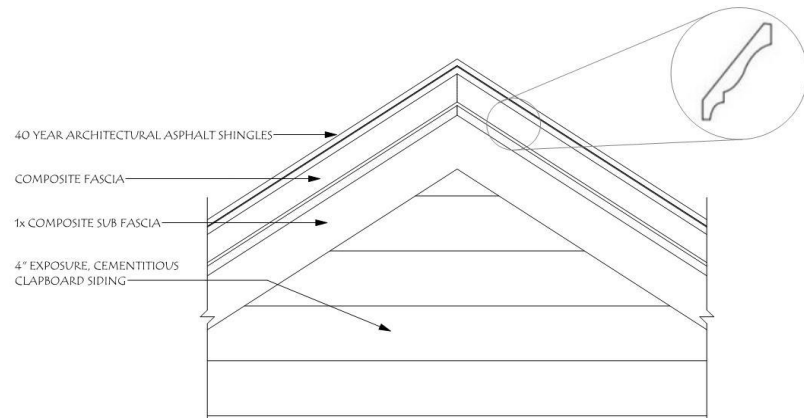 40 YEAR ARCHITECTURAL ASPHALT SHINGLES
COMPOSITE FASCIA
1x COMPOSITE SUB FASCIA
4" EXPOSURE, CEMENTITIOUS
CLAPBOARD SIDING